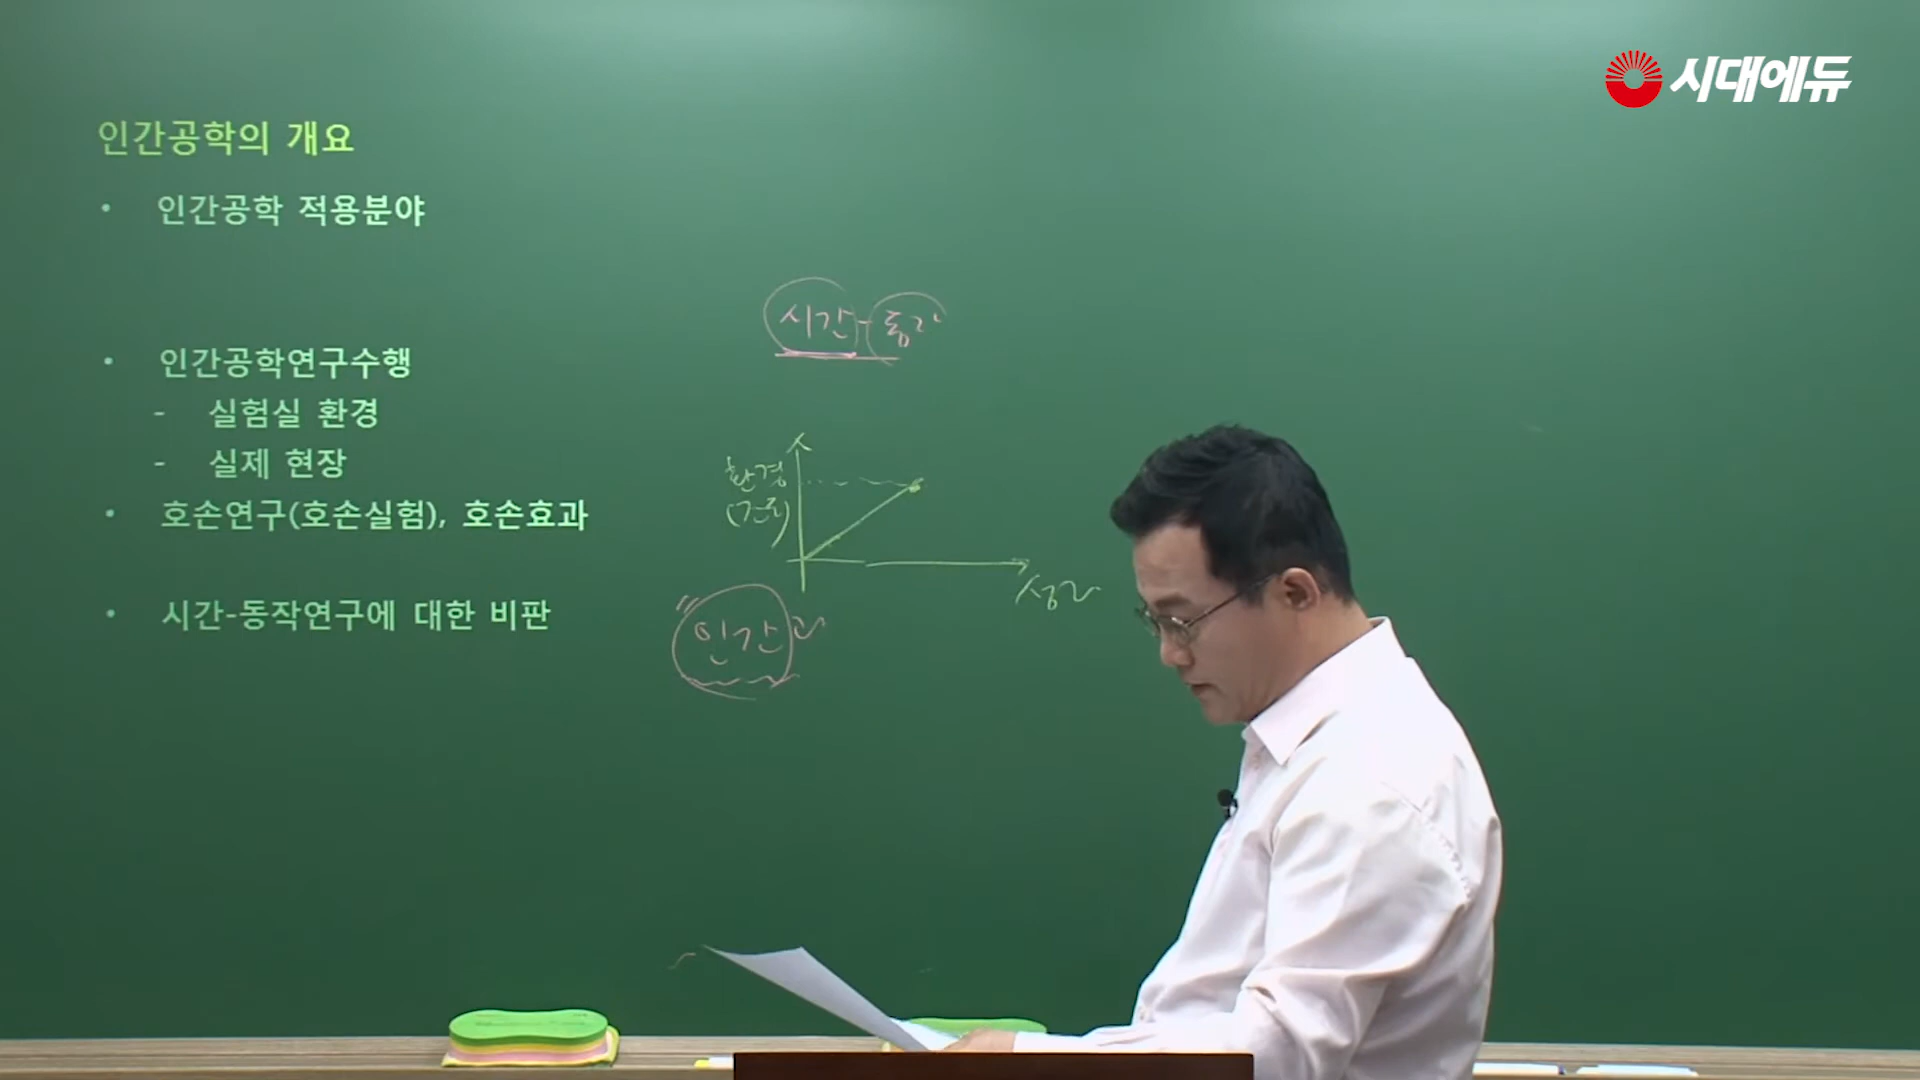 시대에듀
인간공학의 개요
• 인간공학 적용분야
• 인간공학연구수행
- 실험실 환경
- 실제 현장
• 호손연구(호손실험), 호손효과
• 시간-동작연구에 대한 비판
시간-동작
환경
인간과